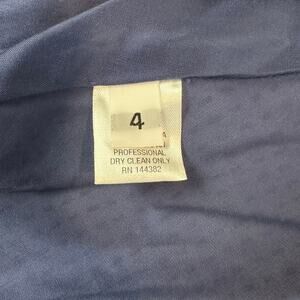 4
PROFESSIONAL
DRY CLEAN ONLY
RN 144382